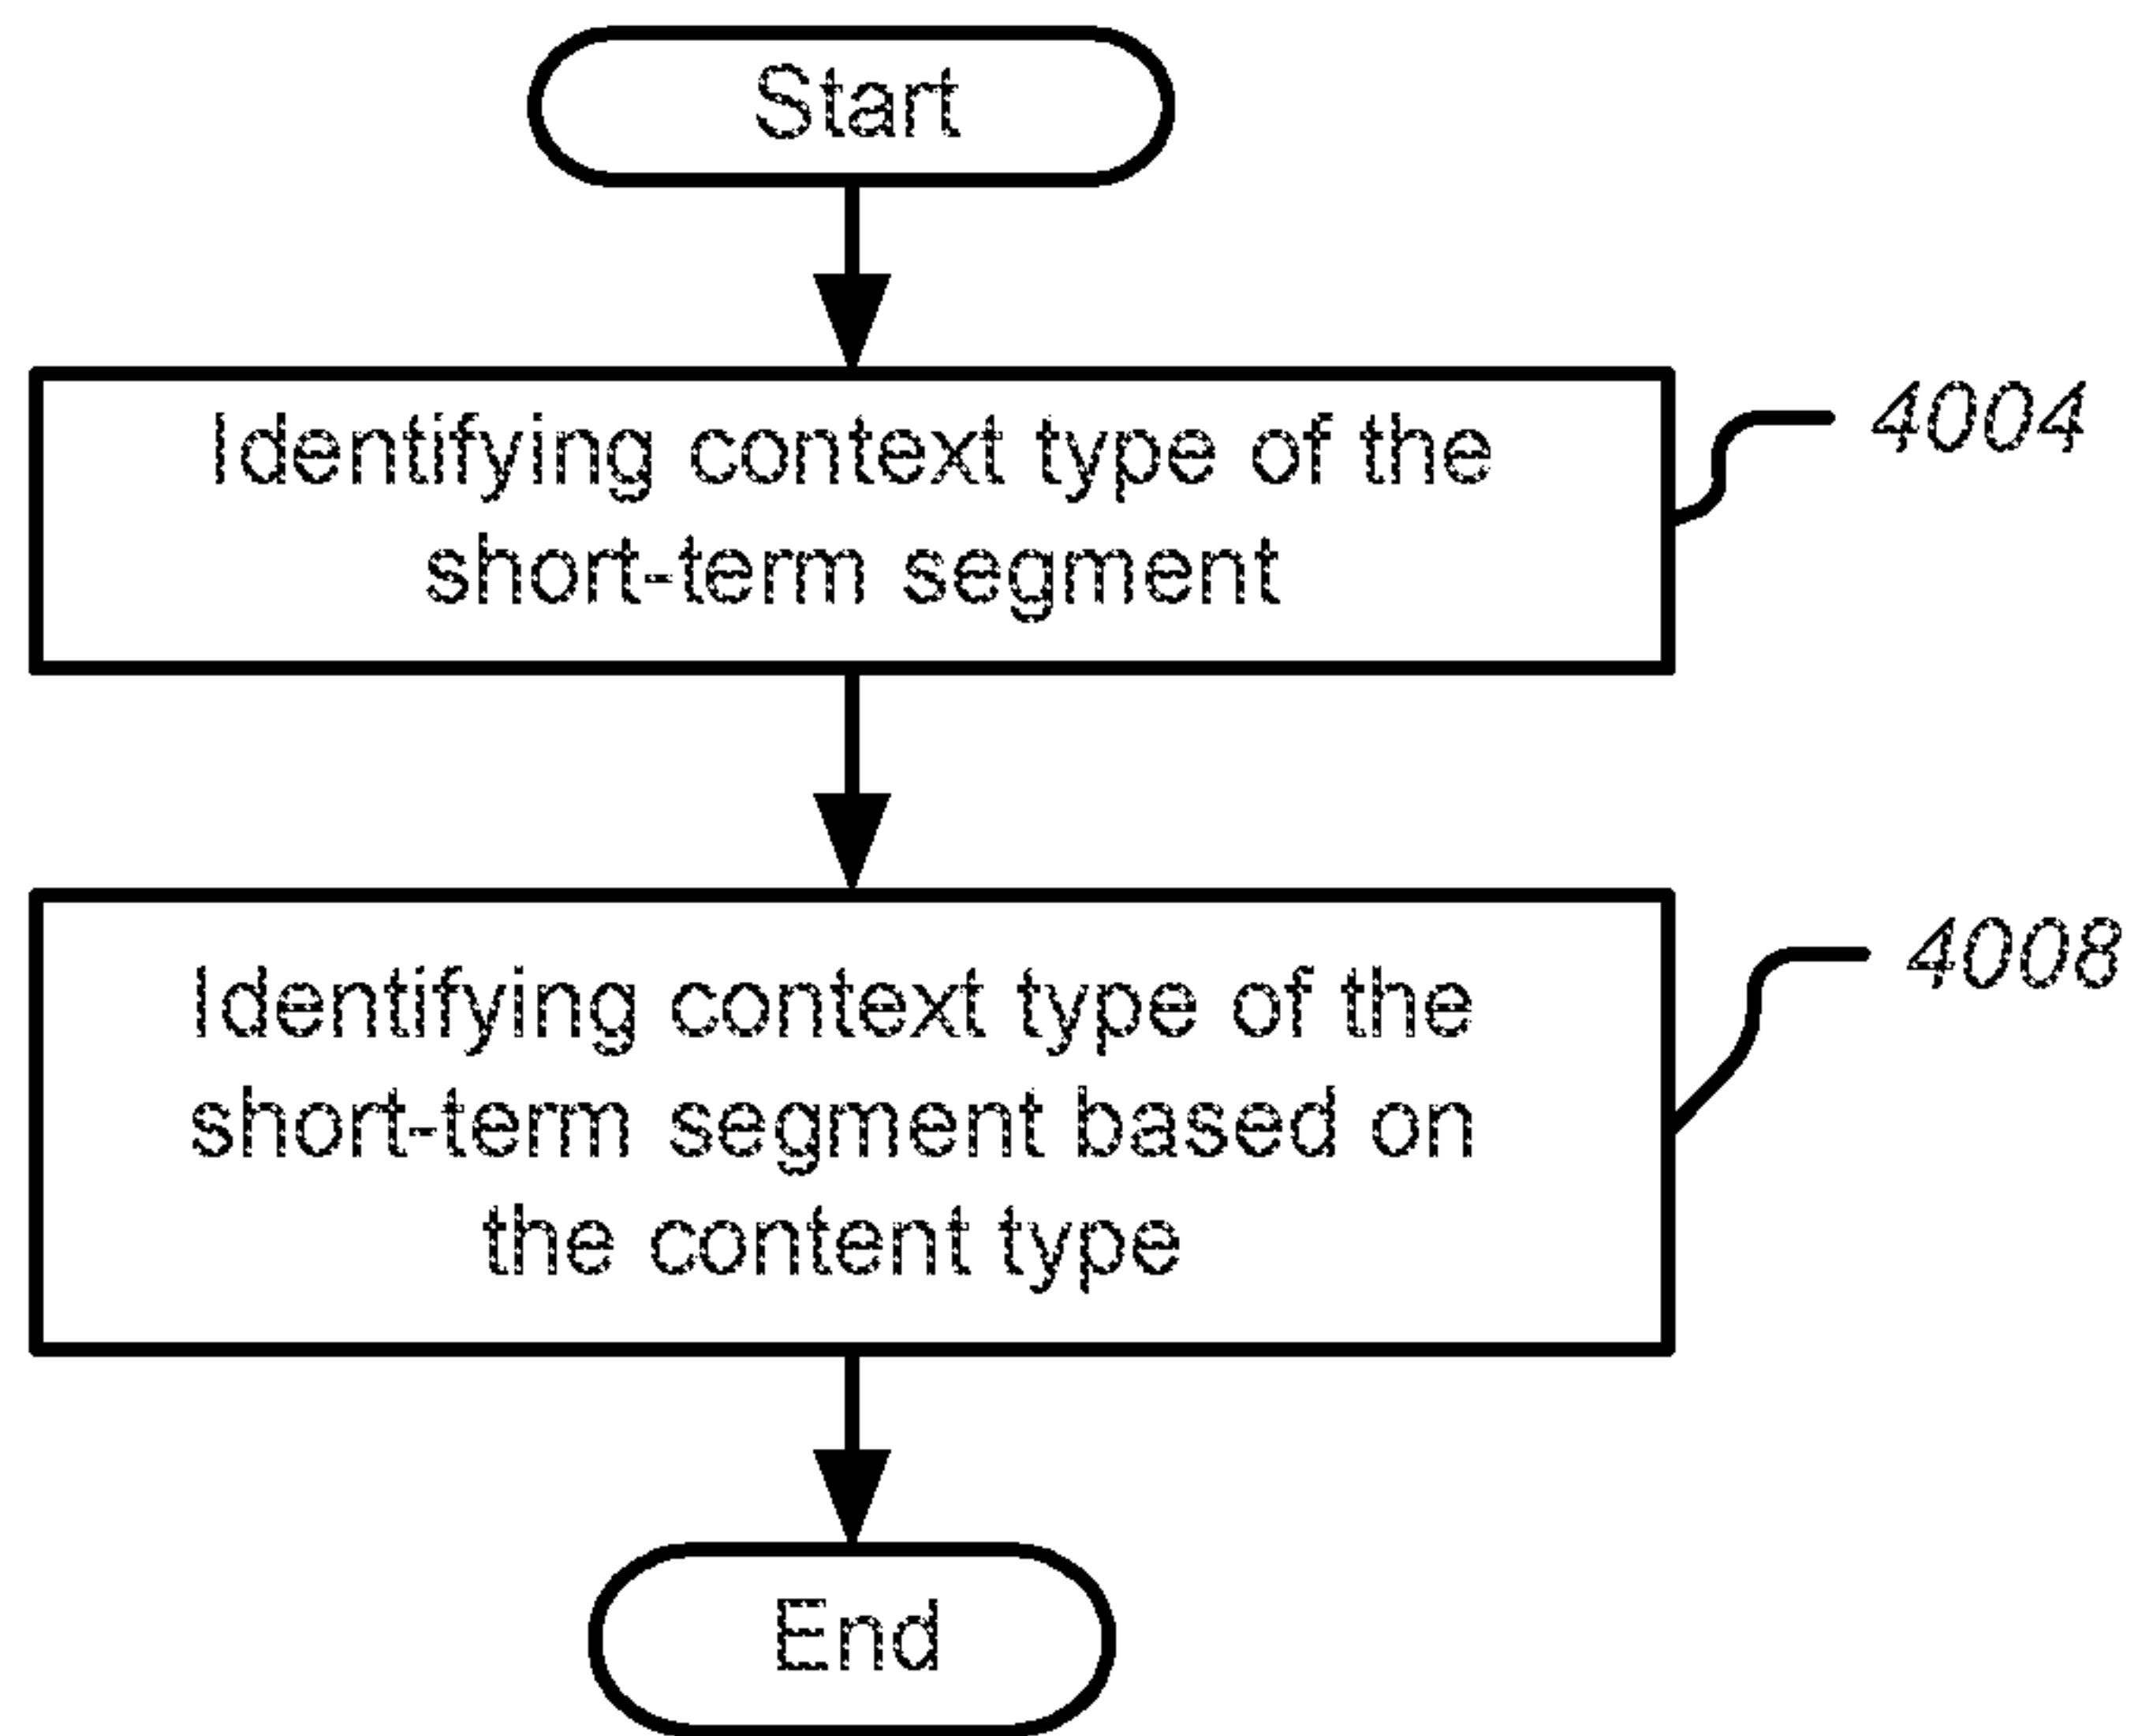 Start
Identifying context type of the
short-term segment
4004
Identifying context type of the
short-term segment based on
the content type
4008
End